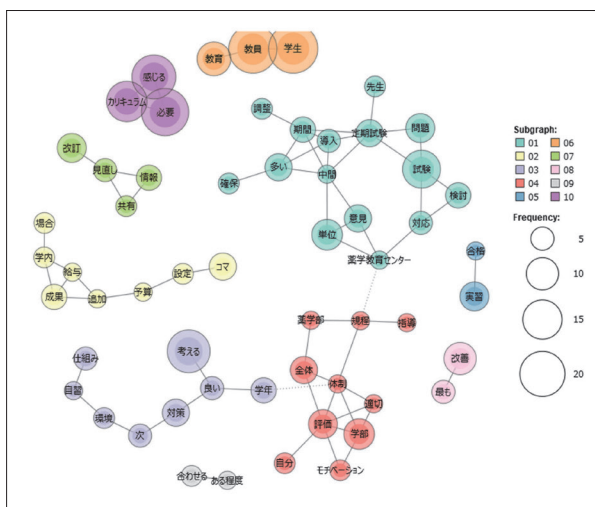 教育
教員
学生
感じる
カリキュラム
必要
先生
調整
期間
導入
定期試験
問題
改訂
見直し
情報
共有
多い
中間
試験
確保
検討
単位
意見
対応
薬学教育センター
場合
学内
給与
成果
追加
予算
設定
コマ
合格
実習
薬学部
規程
指導
仕組み
考える
全体
体制
改善
最も
自習
良い
学年
適切
環境
対策
次
評価
学部
自分
モチベーション
合わせる
ある程度
Subgraph:
01
06
02
07
03
08
04
09
05
10
Frequency:
5
10
15
20